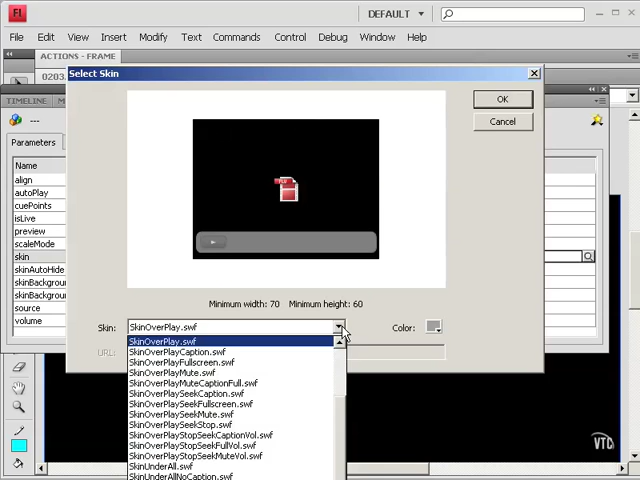 Fl
DEFAULT
File Edit View Insert Modify Text Commands Control Debug Window Help
ACTIONS - FRAME
0203.
Select Skin
OK
Cancel
TIMELINE
Parameters
Name
align
autoPlay
cuePoints
isLive
preview
scaleMode
skin
skinAutoHide
skinBackgroun
skinBackgroun
source
volume
Minimum width: 70 Minimum height: 60
Skin: SkinOverPlay.swf
Color:
URL:
SkinOverPlay.swf
SkinOverPlayCaption.swf
SkinOverPlayFullscreen.swf
SkinOverPlayMute.swf
SkinOverPlayMuteCaptionFull.swf
SkinOverPlaySeekCaption.swf
SkinOverPlaySeekFullscreen.swf
SkinOverPlaySeekMute.swf
SkinOverPlaySeekStop.swf
SkinOverPlayStopSeekCaptionVol.swf
SkinOverPlayStopSeekFullVol.swf
SkinOverPlayStopSeekMuteVol.swf
SkinUnderAll.swf
SkinUnderAllNoCaption.swf
VTC